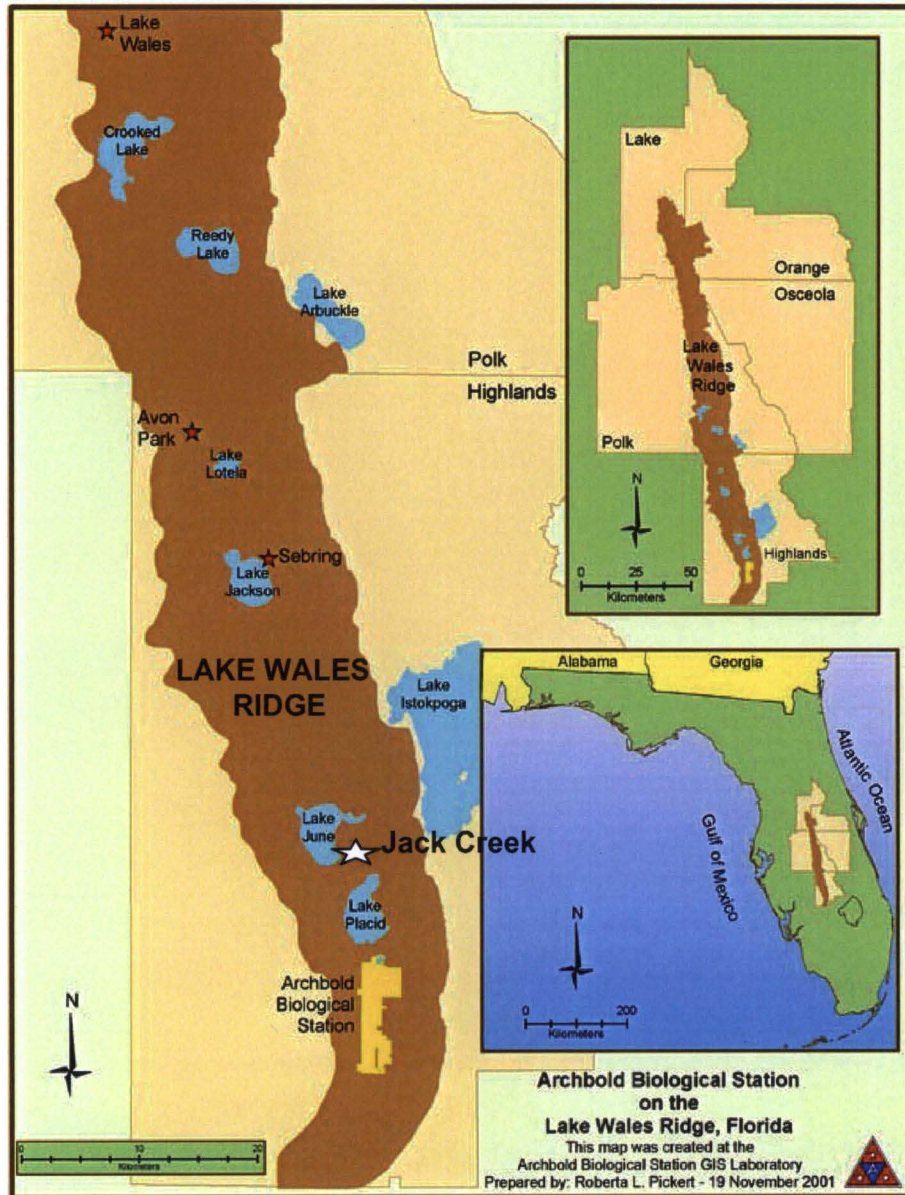 Lake
Wales
Crooked
Lake
Reedy
Lake
Lake
Arbuckle
Polk
Highlands
Avon
Park
Lake
Lotela
Sebring
Lake
Jackson
LAKE WALES
RIDGE
Lake
Istokpoga
Lake
June
Jack Creek
Lake
Placid
Archbold
Biological
Station
N
0 10 20
Kilometers
Lake
Orange
Osceola
Lake
Wales
Ridge
Polk
N
Highlands
0 25 50
Kilometers
Alabama
Georgia
Atlantic Ocean
Gulf of Mexico
N
0 200
Kilometers
Archbold Biological Station
on the
Lake Wales Ridge, Florida
This map was created at the
Archbold Biological Station GIS Laboratory
Prepared by: Roberta L. Pickert - 19 November 2001